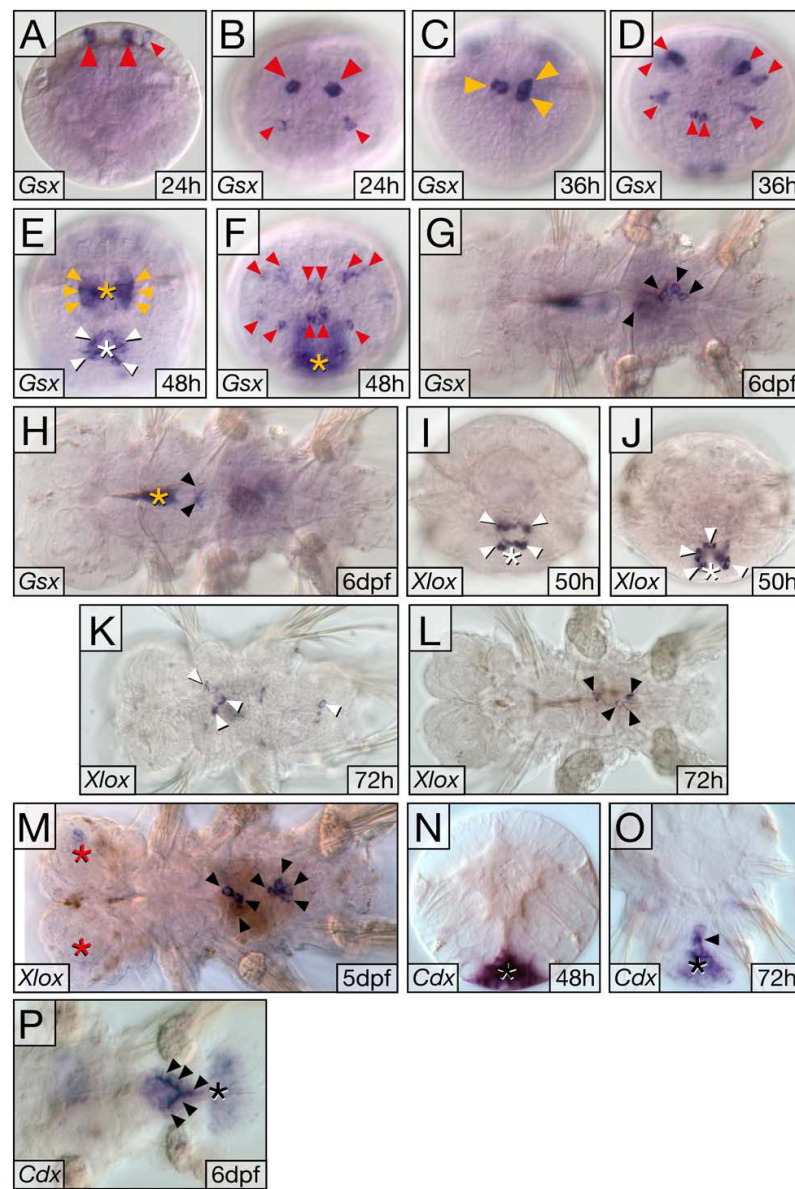 A
Gsx
24h
B
Gsx
24h
C
Gsx
36h
D
Gsx
36h
E
Gsx
48h
F
Gsx
48h
G
Gsx
6dpf
H
Gsx
6dpf
I
Xlox
50h
J
Xlox
50h
K
Xlox
72h
L
Xlox
72h
M
Xlox
5dpf
N
Cdx
48h
O
Cdx
72h
P
Cdx
6dpf